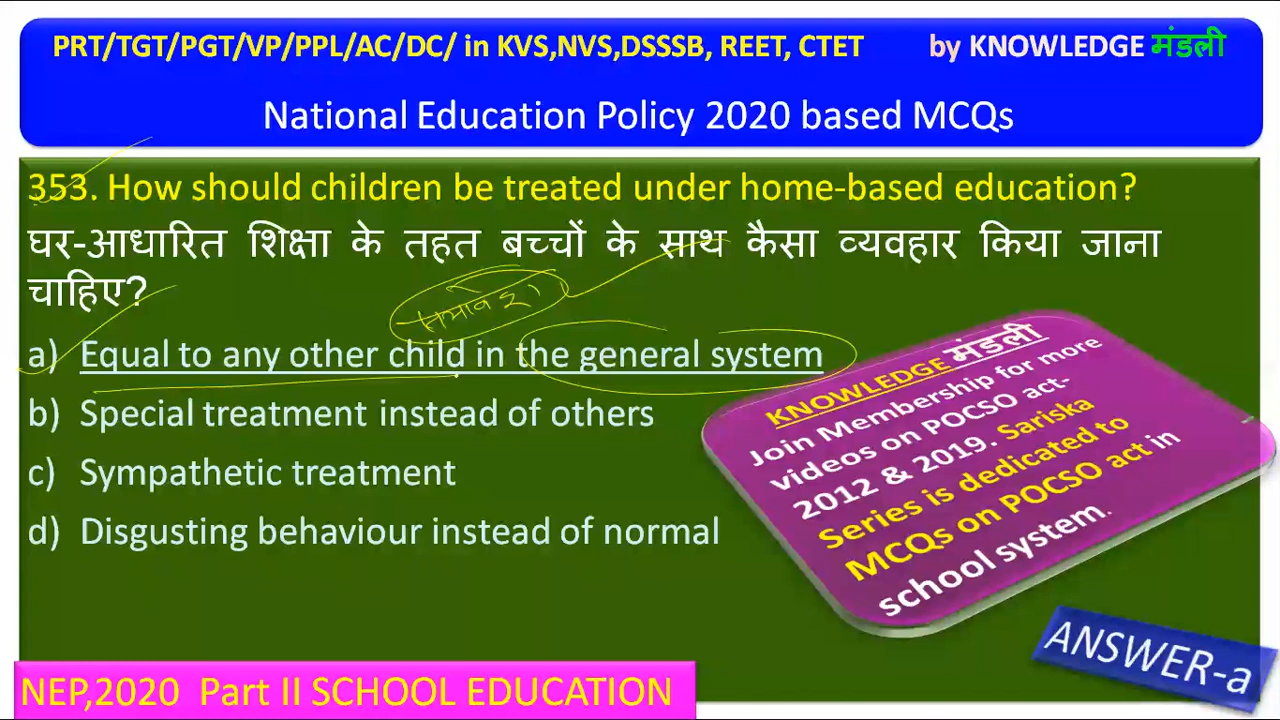 PRT/TGT/PGT/VP/PPL/AC/DC/ in KVS,NVS,DSSSB, REET, CTET by KNOWLEDGE मंडली
National Education Policy 2020 based MCQs
353. How should children be treated under home-based education?
घर-आधारित शिक्षा के तहत बच्चों के साथ कैसा व्यवहार किया जाना
चाहिए?
a) Equal to any other child in the general system
b) Special treatment instead of others
c) Sympathetic treatment
d) Disgusting behaviour instead of normal
KNOWLEDGE मंडली
Join Membership for more
videos on POCSO act-
2012 & 2019. Sariska
Series is dedicated to
MCQs on POCSO act in
school system.
ANSWER-a
NEP,2020 Part II SCHOOL EDUCATION